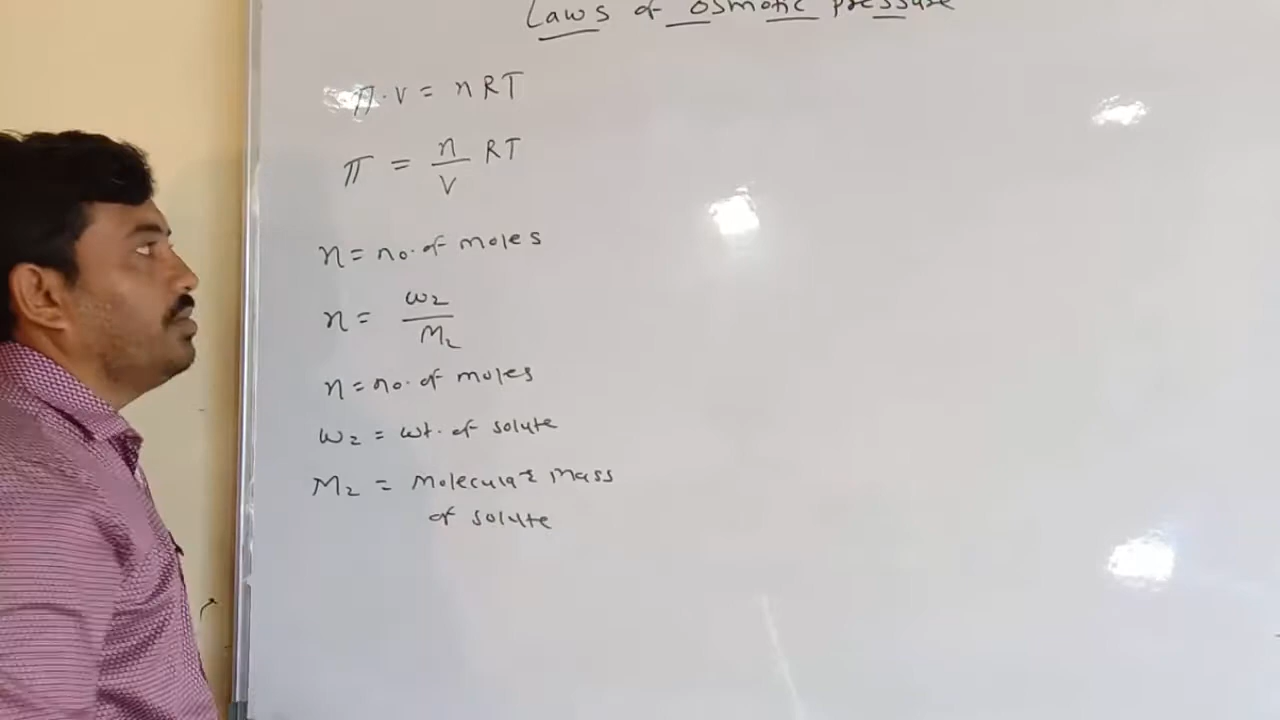 Laws of Osmotic pressure
π·V = nRT
π = n/V RT
n = no. of moles
n = w₂/M₂
n = no. of moles
w₂ = wt. of solute
M₂ = Molecular Mass
of solute